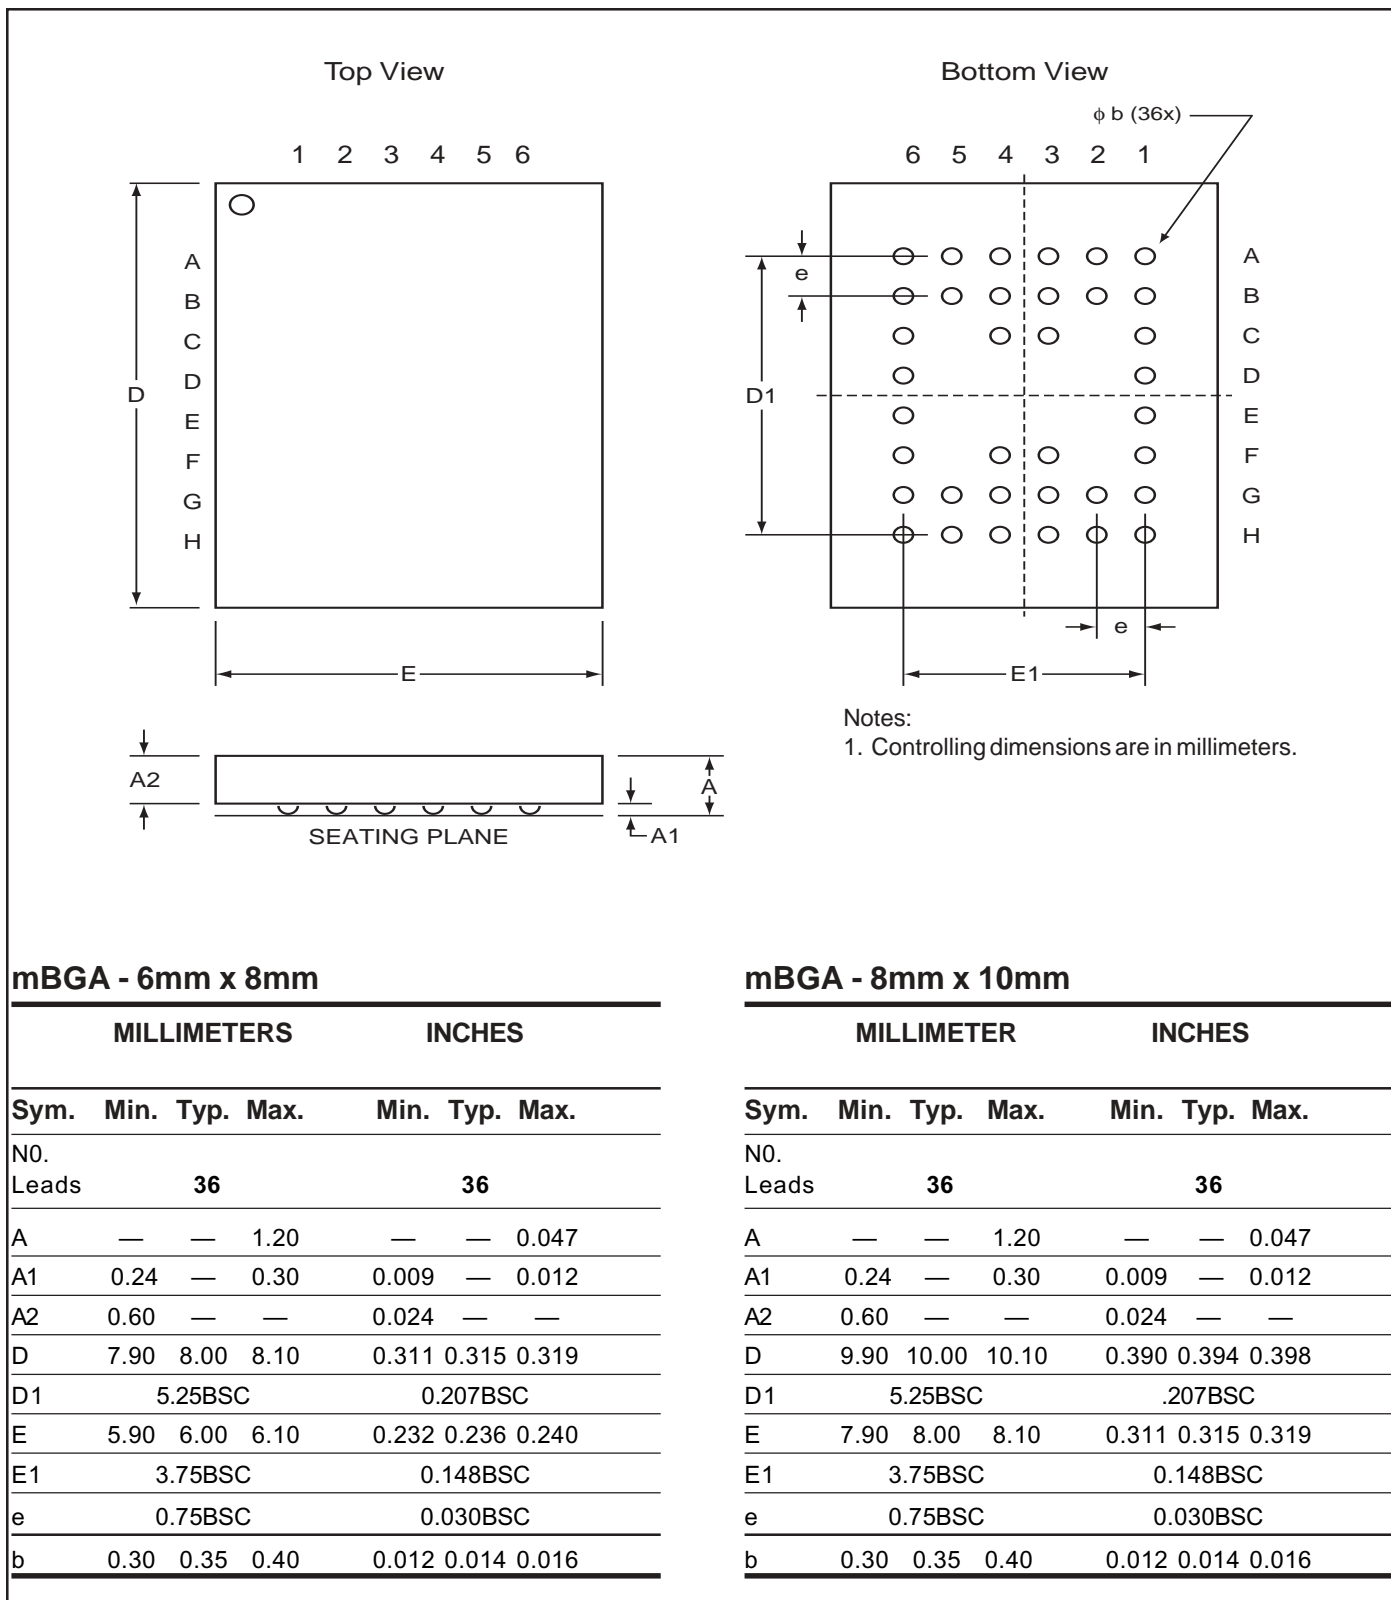 Top View
1 2 3 4 5 6
A
B
C
D
E
F
G
H
D
E
A2
A
A1
SEATING PLANE
Bottom View
ϕ b (36x)
6 5 4 3 2 1
A
B
C
D
E
F
G
H
e
D1
e
E1
Notes:
1. Controlling dimensions are in millimeters.
mBGA - 6mm x 8mm
MILLIMETERS INCHES
Sym. Min. Typ. Max. Min. Typ. Max.
N0.
Leads 36 36
A — — 1.20 — — 0.047
A1 0.24 — 0.30 0.009 — 0.012
A2 0.60 — — 0.024 — —
D 7.90 8.00 8.10 0.311 0.315 0.319
D1 5.25BSC 0.207BSC
E 5.90 6.00 6.10 0.232 0.236 0.240
E1 3.75BSC 0.148BSC
e 0.75BSC 0.030BSC
b 0.30 0.35 0.40 0.012 0.014 0.016
mBGA - 8mm x 10mm
MILLIMETER INCHES
Sym. Min. Typ. Max. Min. Typ. Max.
N0.
Leads 36 36
A — — 1.20 — — 0.047
A1 0.24 — 0.30 0.009 — 0.012
A2 0.60 — — 0.024 — —
D 9.90 10.00 10.10 0.390 0.394 0.398
D1 5.25BSC .207BSC
E 7.90 8.00 8.10 0.311 0.315 0.319
E1 3.75BSC 0.148BSC
e 0.75BSC 0.030BSC
b 0.30 0.35 0.40 0.012 0.014 0.016